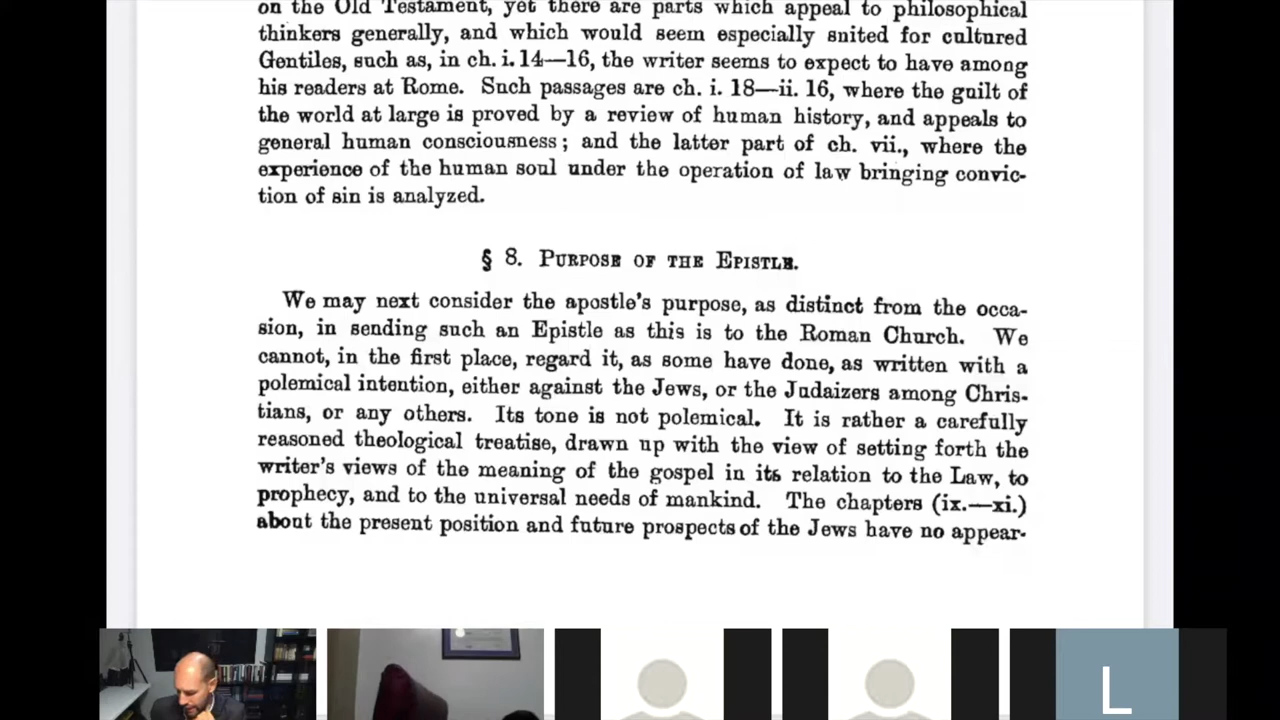 on the Old Testament, yet there are parts which appeal to philosophical
thinkers generally, and which would seem especially suited for cultured
Gentiles, such as, in ch. i. 14—16, the writer seems to expect to have among
his readers at Rome. Such passages are ch. i. 18—ii. 16, where the guilt of
the world at large is proved by a review of human history, and appeals to
general human consciousness; and the latter part of ch. vii., where the
experience of the human soul under the operation of law bringing convic-
tion of sin is analyzed.
§ 8. PURPOSE OF THE EPISTLE.
We may next consider the apostle's purpose, as distinct from the occa-
sion, in sending such an Epistle as this is to the Roman Church. We
cannot, in the first place, regard it, as some have done, as written with a
polemical intention, either against the Jews, or the Judaizers among Chris-
tians, or any others. Its tone is not polemical. It is rather a carefully
reasoned theological treatise, drawn up with the view of setting forth the
writer's views of the meaning of the gospel in its relation to the Law, to
prophecy, and to the universal needs of mankind. The chapters (ix.—xi.)
about the present position and future prospects of the Jews have no appear-
L